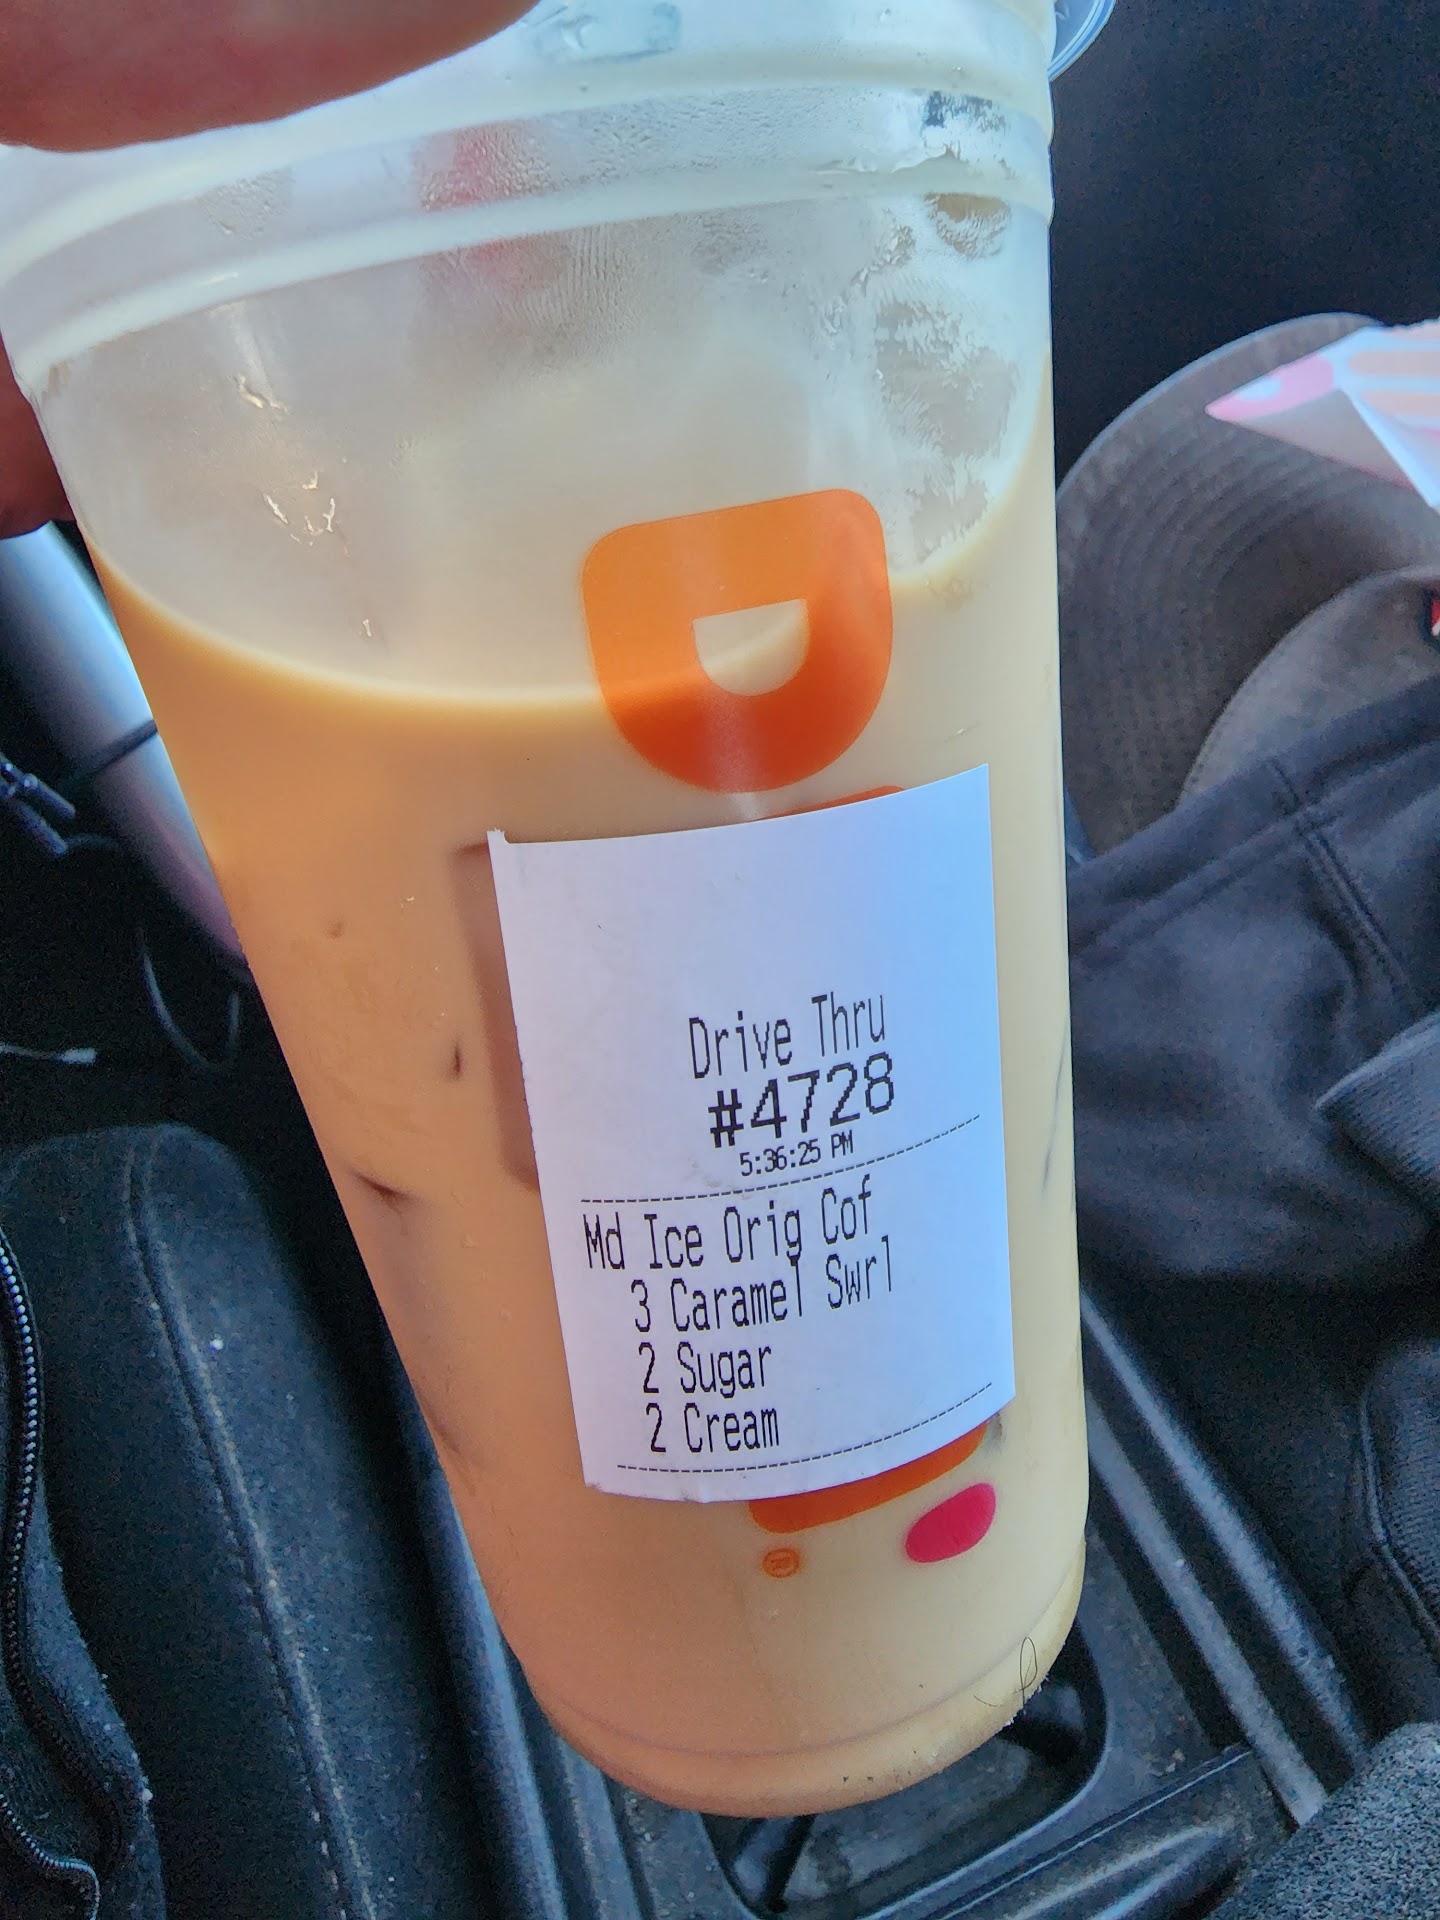 D
Drive Thru
#4728
5:36:25 PM
Md Ice Orig Cof
3 Caramel Swrl
2 Sugar
2 Cream
®